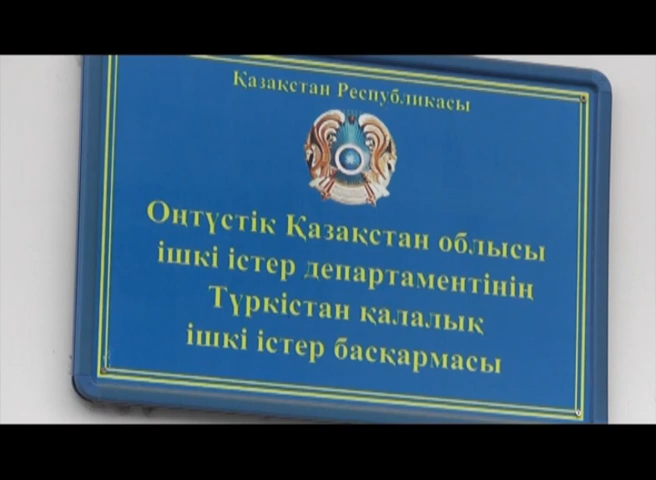 Қазақстан Республикасы
Оңтүстік Қазақстан облысы
ішкі істер департаментінің
Түркістан қалалық
ішкі істер басқармасы